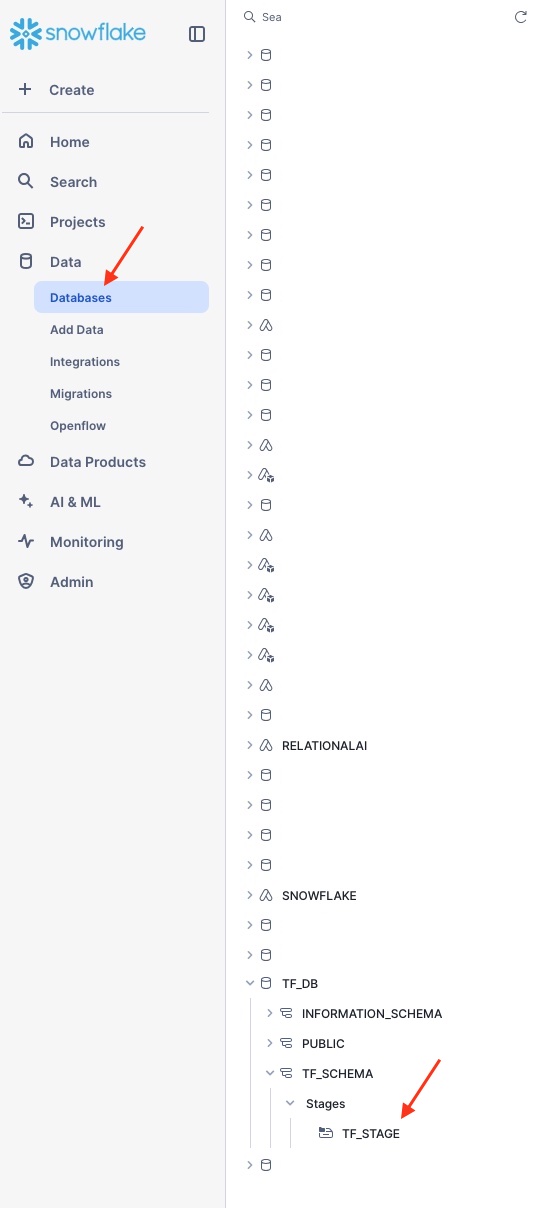 snowflake
Create
Home
Search
Projects
Data
Databases
Add Data
Integrations
Migrations
Openflow
Data Products
AI & ML
Monitoring
Admin
Sea
RELATIONALAI
SNOWFLAKE
TF_DB
INFORMATION_SCHEMA
PUBLIC
TF_SCHEMA
Stages
TF_STAGE